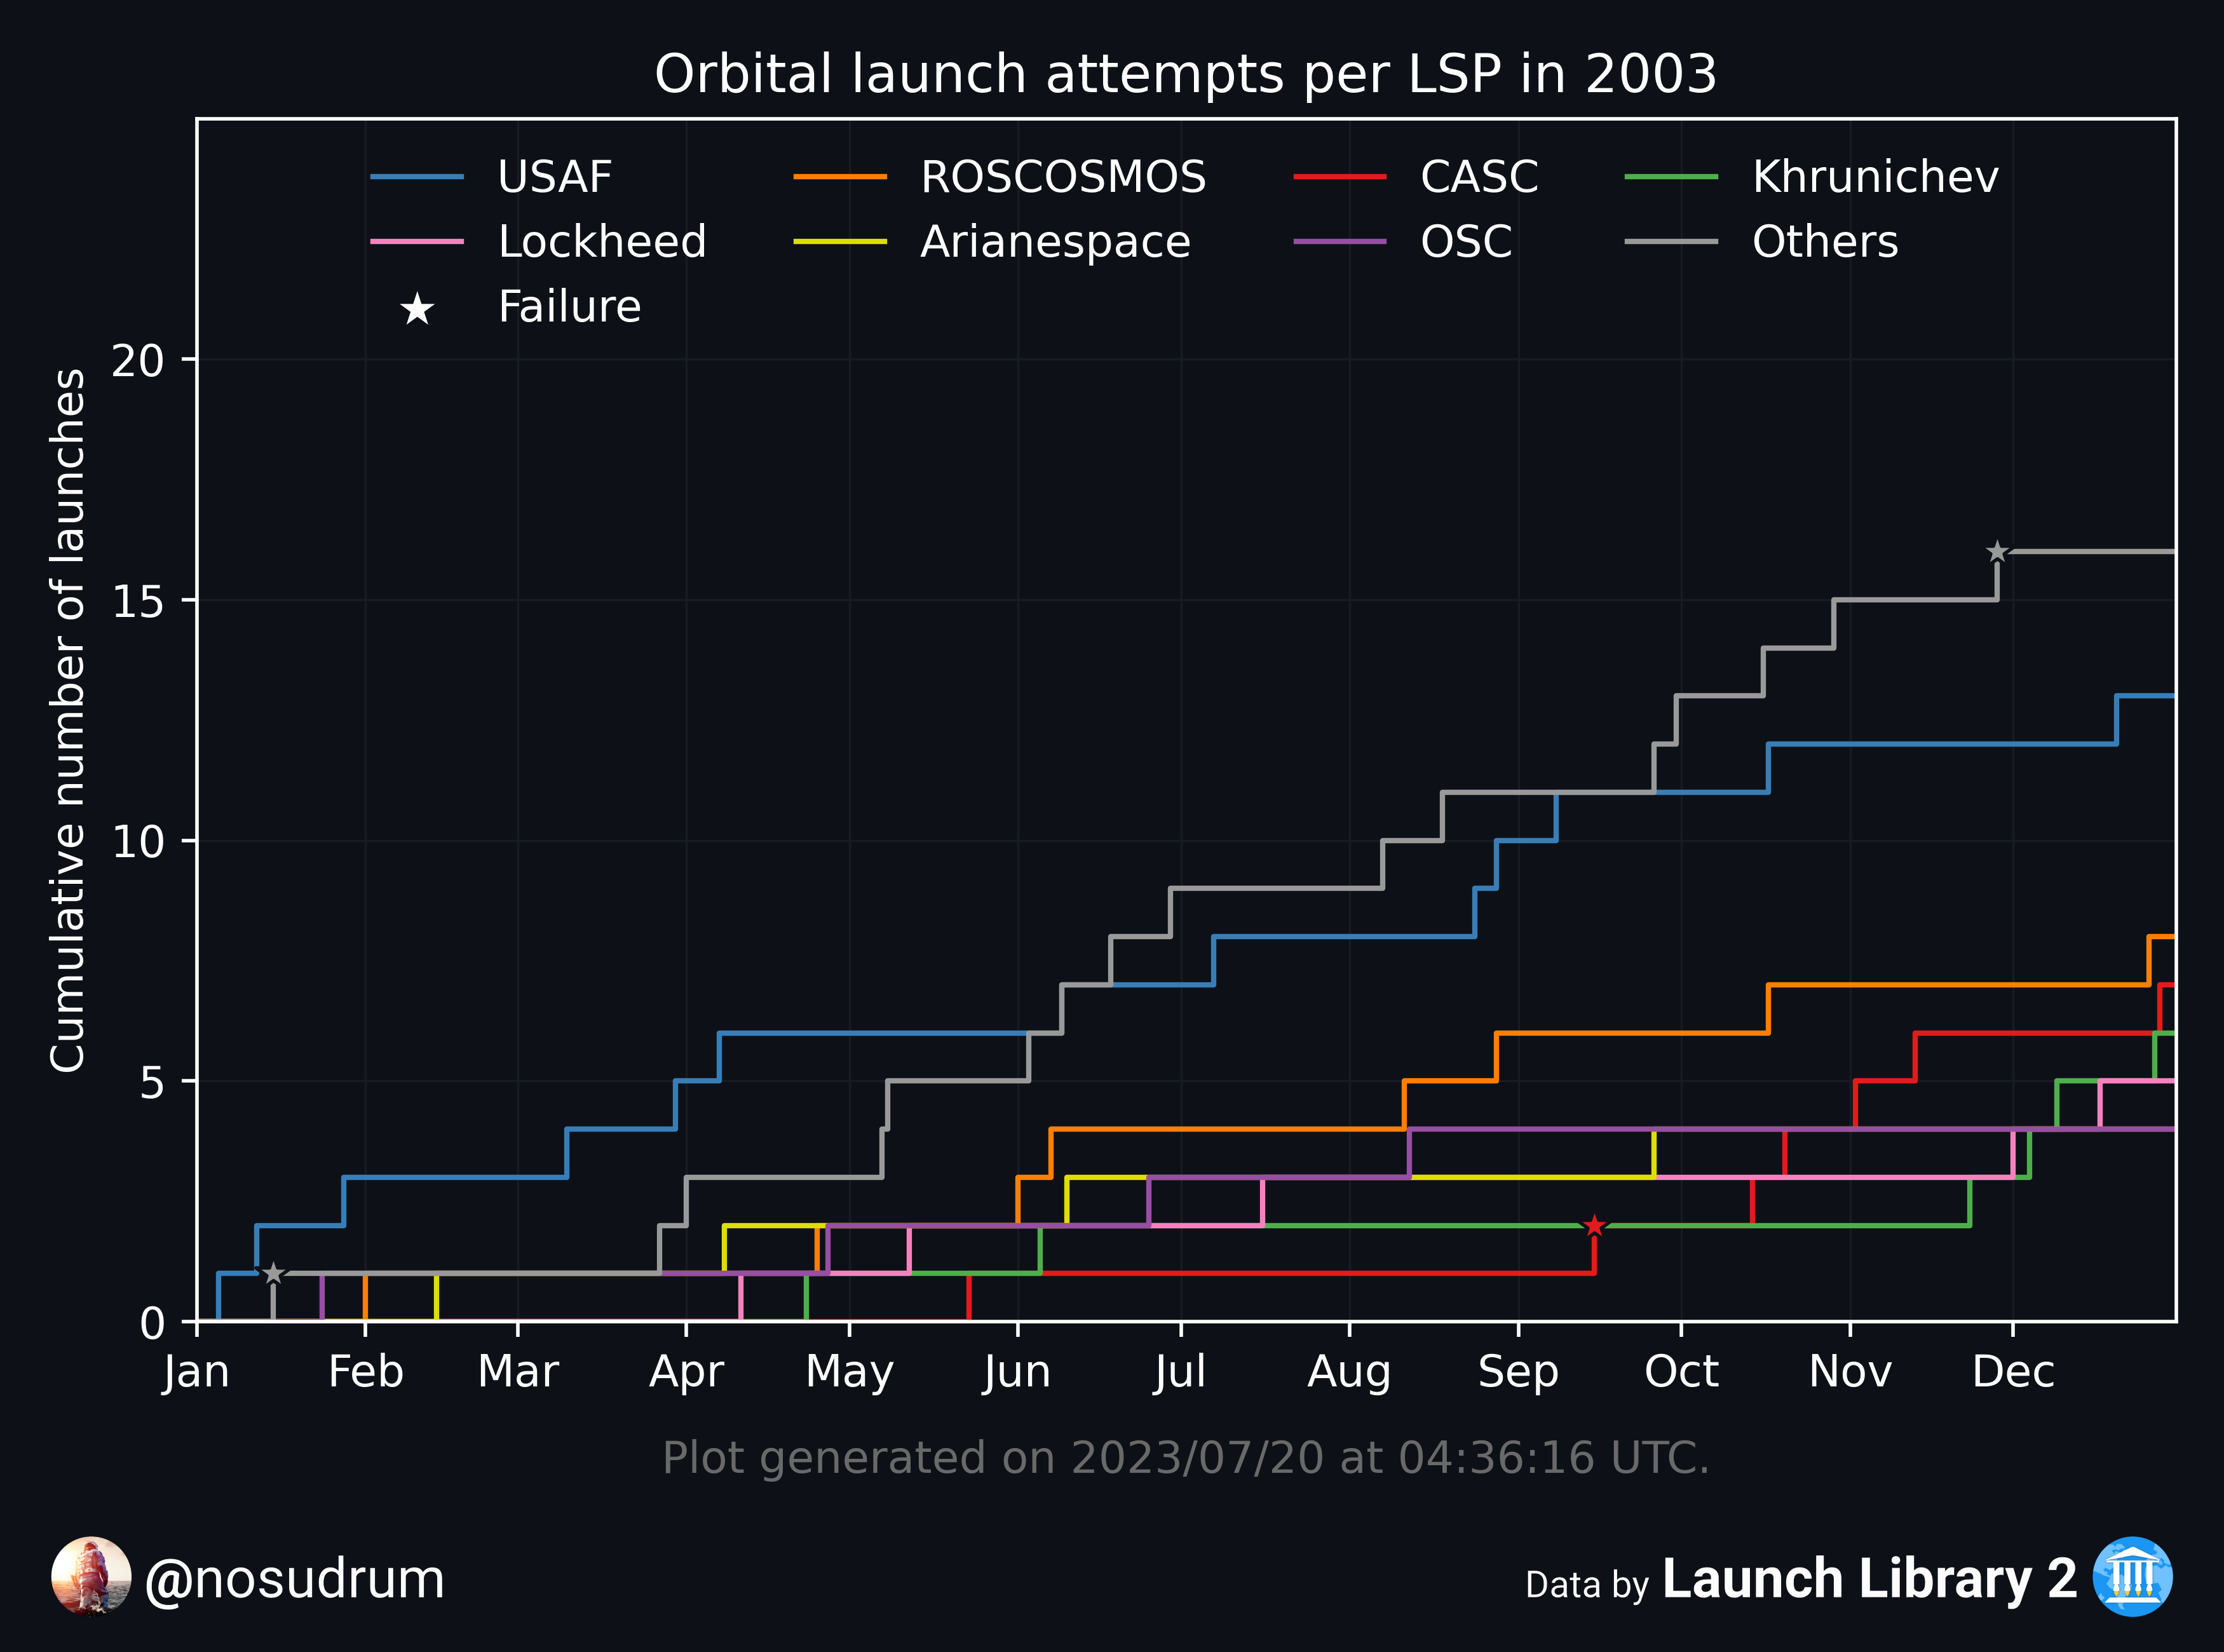 Orbital launch attempts per LSP in 2003
USAF ROSCOSMOS CASC Khrunichev
Lockheed Arianespace OSC Others
Failure
Cumulative number of launches
20
15
10
5
0
Jan Feb Mar Apr May Jun Jul Aug Sep Oct Nov Dec
Plot generated on 2023/07/20 at 04:36:16 UTC.
@nosudrum
Data by Launch Library 2